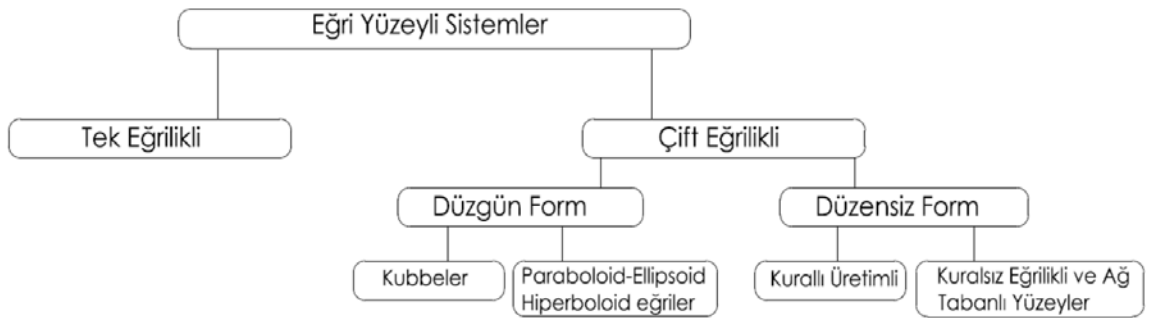 Eğri Yüzeyli Sistemler
Tek Eğrilikli
Çift Eğrilikli
Düzgün Form
Düzensiz Form
Kubbeler
Paraboloid-Ellipsoid
Hiperboloid eğriler
Kurallı Üretimli
Kuralsız Eğrilikli ve Ağ
Tabanlı Yüzeyler